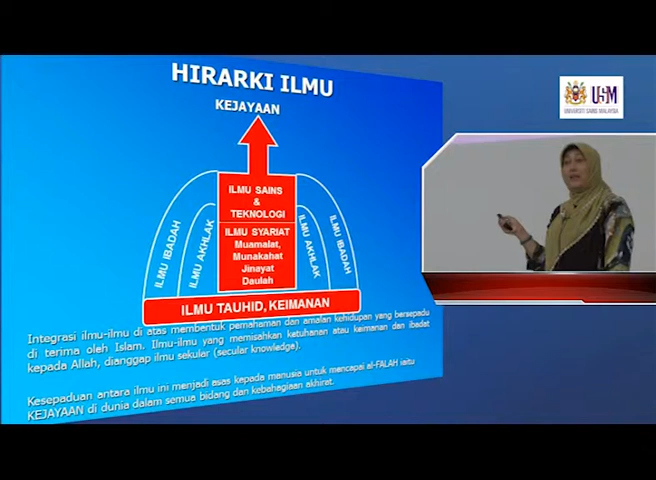 HIRARKI ILMU
KEJAYAAN
ILMU SAINS
&
TEKNOLOGI
ILMU SYARIAT
Muamalat,
Munakahat
Jinayat
Daulah
ILMU IBADAH
ILMU AKHLAK
ILMU AKHLAK
ILMU IBADAH
ILMU TAUHID, KEIMANAN
Integrasi ilmu-ilmu di atas membentuk pemahaman dan amalan kehidupan yang bersepadu
di terima oleh Islam. Ilmu-ilmu yang memisahkan ketuhanan atau keimanan dan ibadat
kepada Allah, dianggap ilmu sekular (secular knowledge).
Kesepaduan antara ilmu ini menjadi asas kepada manusia untuk mencapai al-FALAH iaitu
KEJAYAAN di dunia dalam semua bidang dan kebahagiaan akhirat.
USM
UNIVERSITI SAINS MALAYSIA